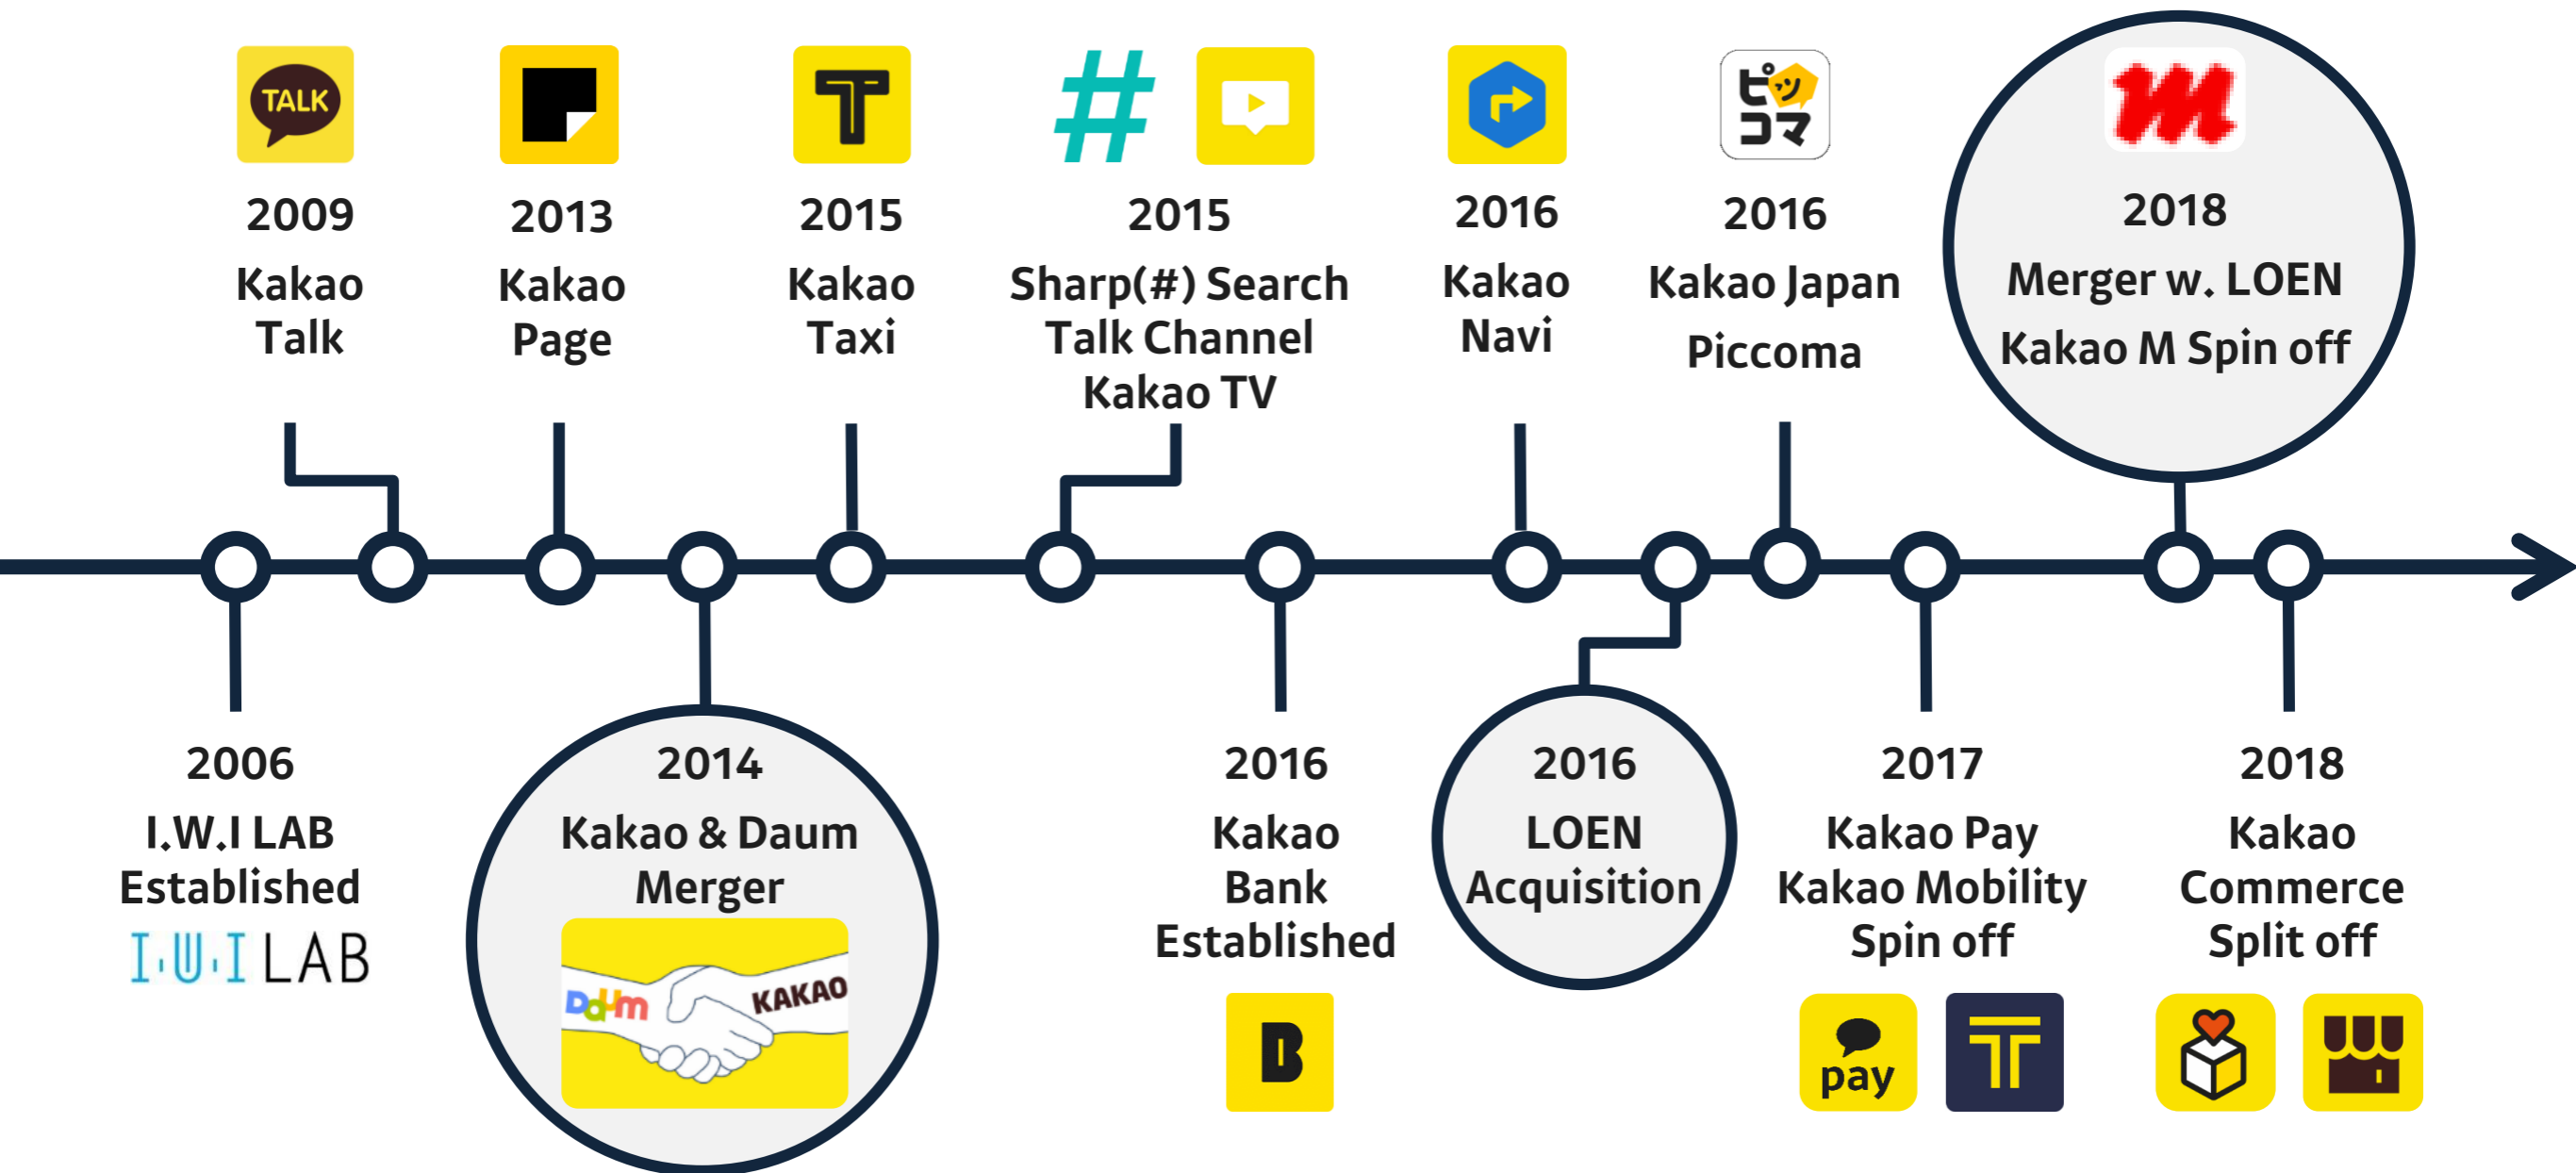 TALK
2009
Kakao
Talk
2013
Kakao
Page
T
2015
Kakao
Taxi
#
2015
Sharp(#) Search
Talk Channel
Kakao TV
2016
Kakao
Navi
ピッ
コマ
2016
Kakao Japan
Piccoma
m
2018
Merger w. LOEN
Kakao M Spin off
2006
I.W.I LAB
Established
I·W·I LAB
2014
Kakao & Daum
Merger
Daum
KAKAO
2016
Kakao
Bank
Established
B
2016
LOEN
Acquisition
2017
Kakao Pay
Kakao Mobility
Spin off
pay
T
2018
Kakao
Commerce
Split off